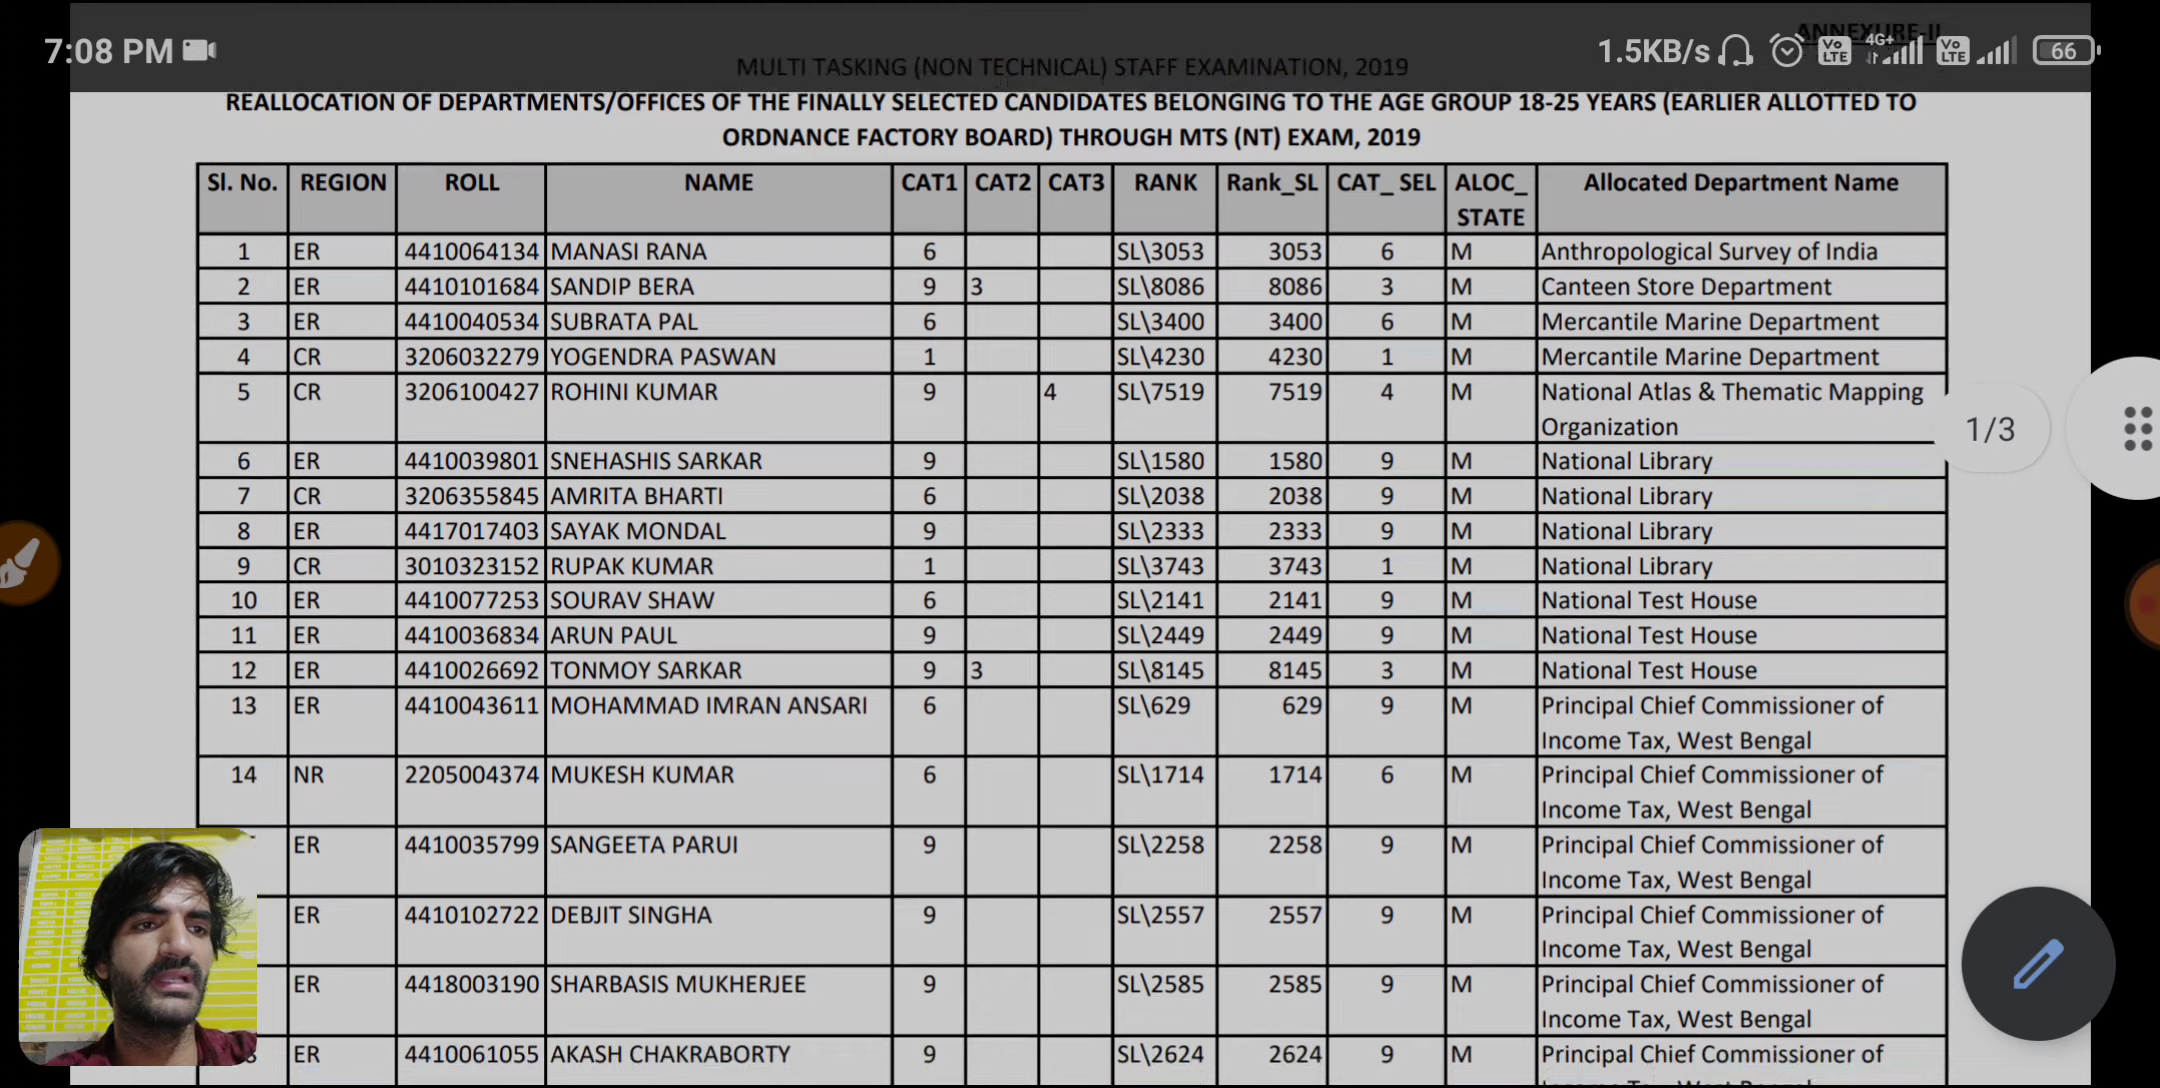 7:08 PM
1.5KB/s 4G+ Vo LTE Vo LTE 66
ANNEXURE-II
MULTI TASKING (NON TECHNICAL) STAFF EXAMINATION, 2019
REALLOCATION OF DEPARTMENTS/OFFICES OF THE FINALLY SELECTED CANDIDATES BELONGING TO THE AGE GROUP 18-25 YEARS (EARLIER ALLOTTED TO
ORDNANCE FACTORY BOARD) THROUGH MTS (NT) EXAM, 2019
Sl. No. REGION ROLL NAME CAT1 CAT2 CAT3 RANK Rank_SL CAT_ SEL ALOC_ Allocated Department Name
STATE
1 ER 4410064134 MANASI RANA 6 SL\3053 3053 6 M Anthropological Survey of India
2 ER 4410101684 SANDIP BERA 9 3 SL\8086 8086 3 M Canteen Store Department
3 ER 4410040534 SUBRATA PAL 6 SL\3400 3400 6 M Mercantile Marine Department
4 CR 3206032279 YOGENDRA PASWAN 1 SL\4230 4230 1 M Mercantile Marine Department
5 CR 3206100427 ROHINI KUMAR 9 4 SL\7519 7519 4 M National Atlas & Thematic Mapping
Organization
1/3
6 ER 4410039801 SNEHASHIS SARKAR 9 SL\1580 1580 9 M National Library
7 CR 3206355845 AMRITA BHARTI 6 SL\2038 2038 9 M National Library
8 ER 4417017403 SAYAK MONDAL 9 SL\2333 2333 9 M National Library
9 CR 3010323152 RUPAK KUMAR 1 SL\3743 3743 1 M National Library
10 ER 4410077253 SOURAV SHAW 6 SL\2141 2141 9 M National Test House
11 ER 4410036834 ARUN PAUL 9 SL\2449 2449 9 M National Test House
12 ER 4410026692 TONMOY SARKAR 9 3 SL\8145 8145 3 M National Test House
13 ER 4410043611 MOHAMMAD IMRAN ANSARI 6 SL\629 629 9 M Principal Chief Commissioner of
Income Tax, West Bengal
14 NR 2205004374 MUKESH KUMAR 6 SL\1714 1714 6 M Principal Chief Commissioner of
Income Tax, West Bengal
ER 4410035799 SANGEETA PARUI 9 SL\2258 2258 9 M Principal Chief Commissioner of
Income Tax, West Bengal
ER 4410102722 DEBJIT SINGHA 9 SL\2557 2557 9 M Principal Chief Commissioner of
Income Tax, West Bengal
ER 4418003190 SHARBASIS MUKHERJEE 9 SL\2585 2585 9 M Principal Chief Commissioner of
Income Tax, West Bengal
ER 4410061055 AKASH CHAKRABORTY 9 SL\2624 2624 9 M Principal Chief Commissioner of